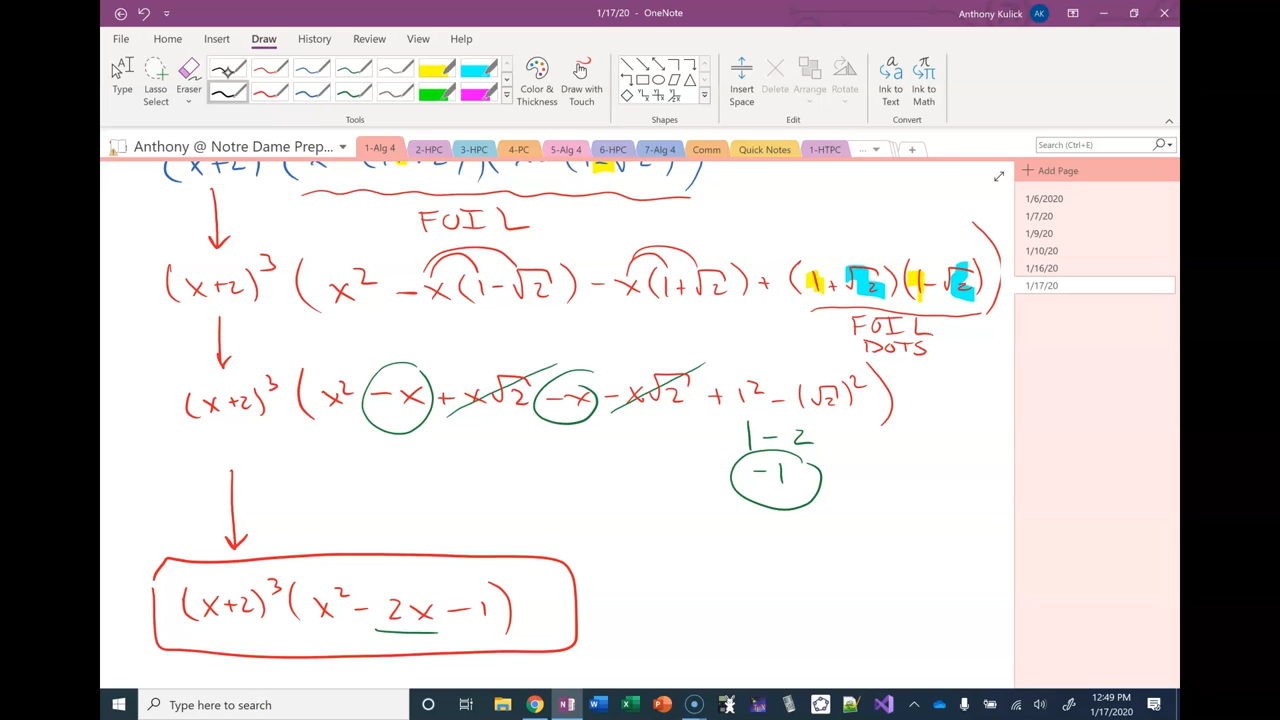 1/17/20 - OneNote
Anthony Kulick AK
File Home Insert Draw History Review View Help
Type Lasso Select Eraser Color & Thickness Draw with Touch Insert Space Delete Arrange Rotate Ink to Text Ink to Math
Tools Shapes Edit Convert
Anthony @ Notre Dame Prep... 1-Alg 4 2-HPC 3-HPC 4-PC 5-Alg 4 6-HPC 7-Alg 4 Comm Quick Notes 1-HTPC ... Search (Ctrl+E)
Add Page
1/6/2020
1/7/20
1/9/20
1/10/20
1/16/20
1/17/20
FOIL
(x+2)³ (x² - x(1-√2) - x(1+√2) + (1+√2)(1-√2))
FOIL
DOTS
(x+2)³ (x² - x + x√2 - x - x√2 + 1² - (√2)²)
1 - 2
-1
(x+2)³(x² - 2x - 1)
Type here to search
12:49 PM
1/17/2020